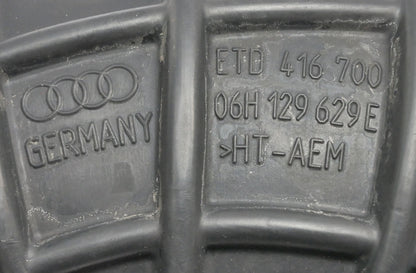 GERMANY
ETD 416 700
06H 129 629 E
>HT-AEM